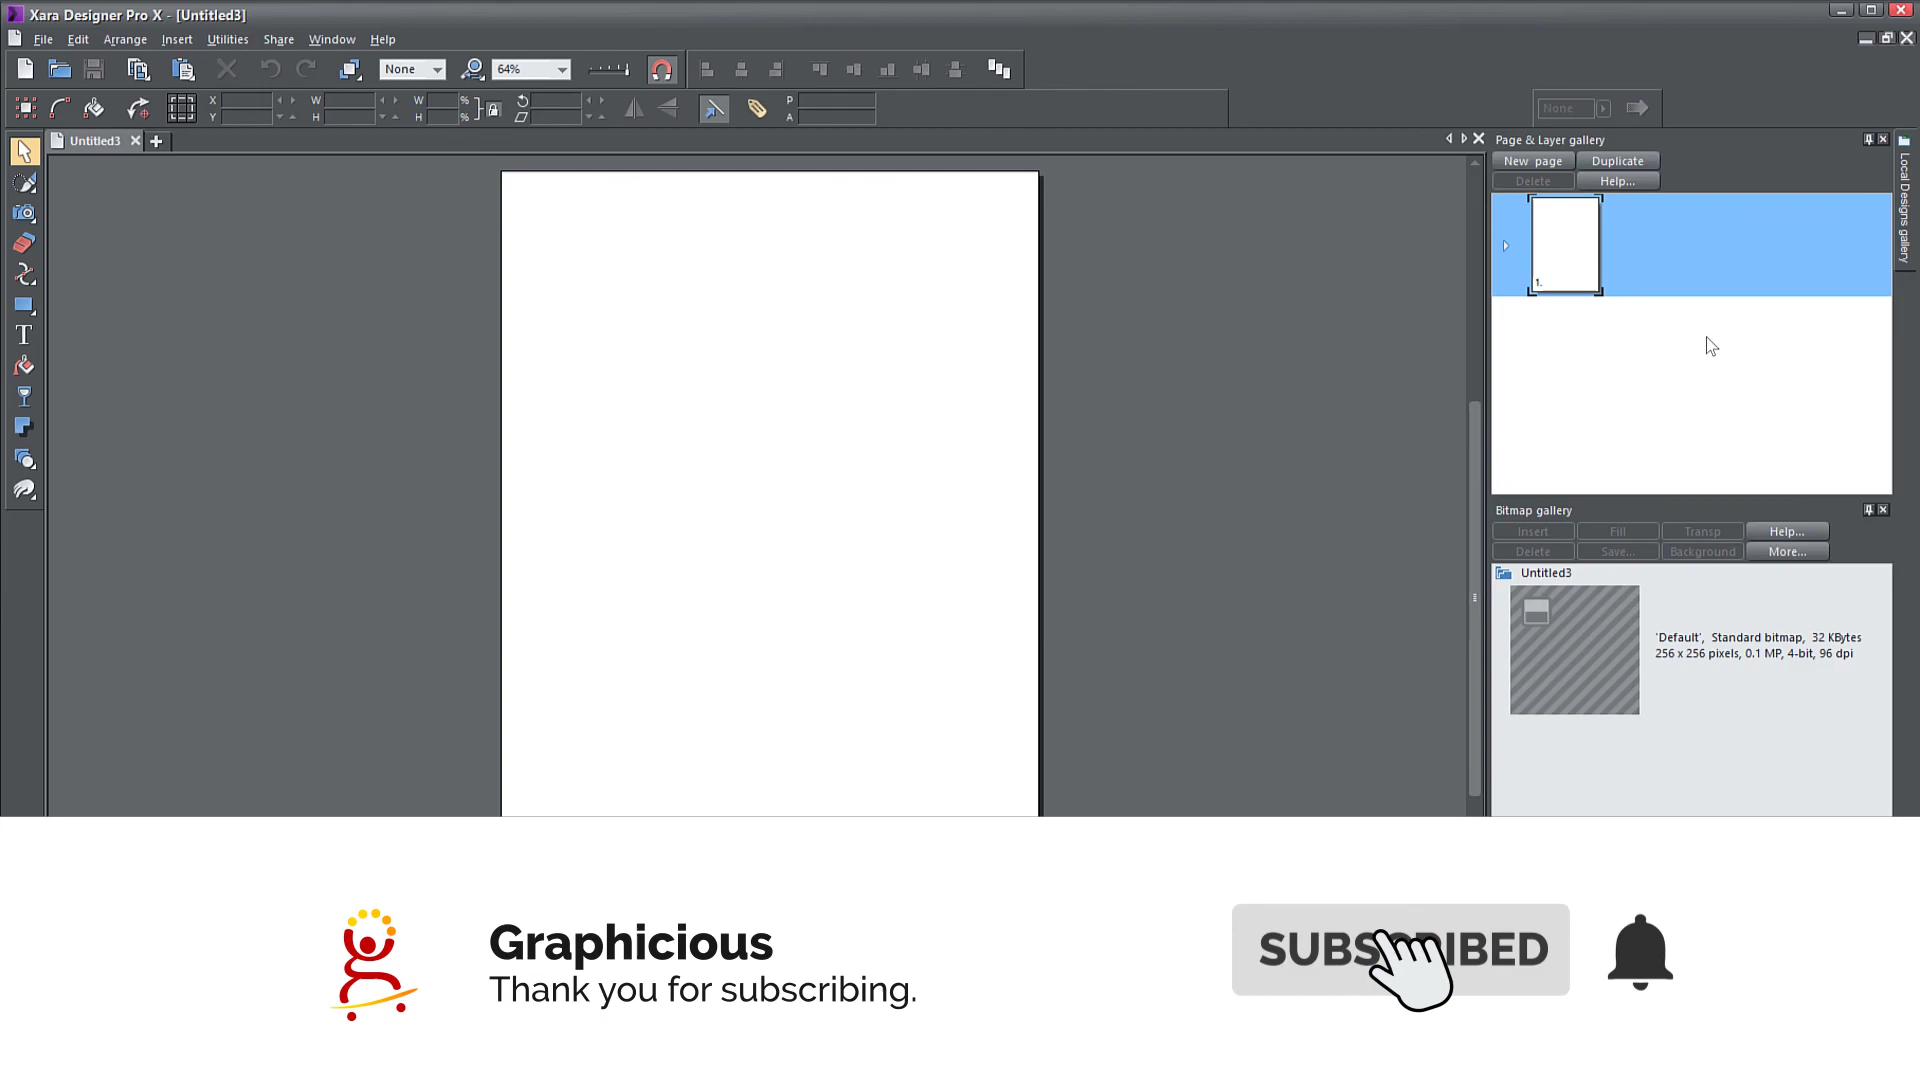 Xara Designer Pro X - [Untitled3]
File Edit Arrange Insert Utilities Share Window Help
None 64%
X Y W H % % P A None
Untitled3
Page & Layer gallery
New page Duplicate
Delete Help...
1.
Local Designs gallery
Bitmap gallery
Insert Fill Transp Help...
Delete Save... Background More...
Untitled3
'Default', Standard bitmap, 32 KBytes
256 x 256 pixels, 0.1 MP, 4-bit, 96 dpi
Graphicious
Thank you for subscribing.
SUBSCRIBED